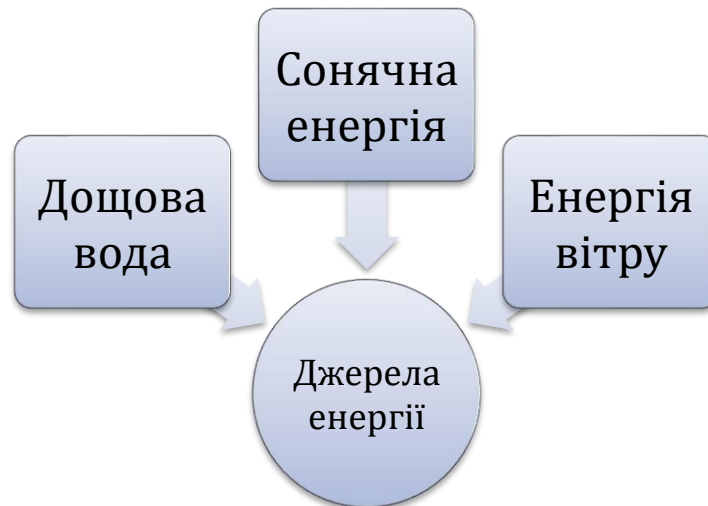 Сонячна
енергія
Дощова
вода
Енергія
вітру
Джерела
енергії